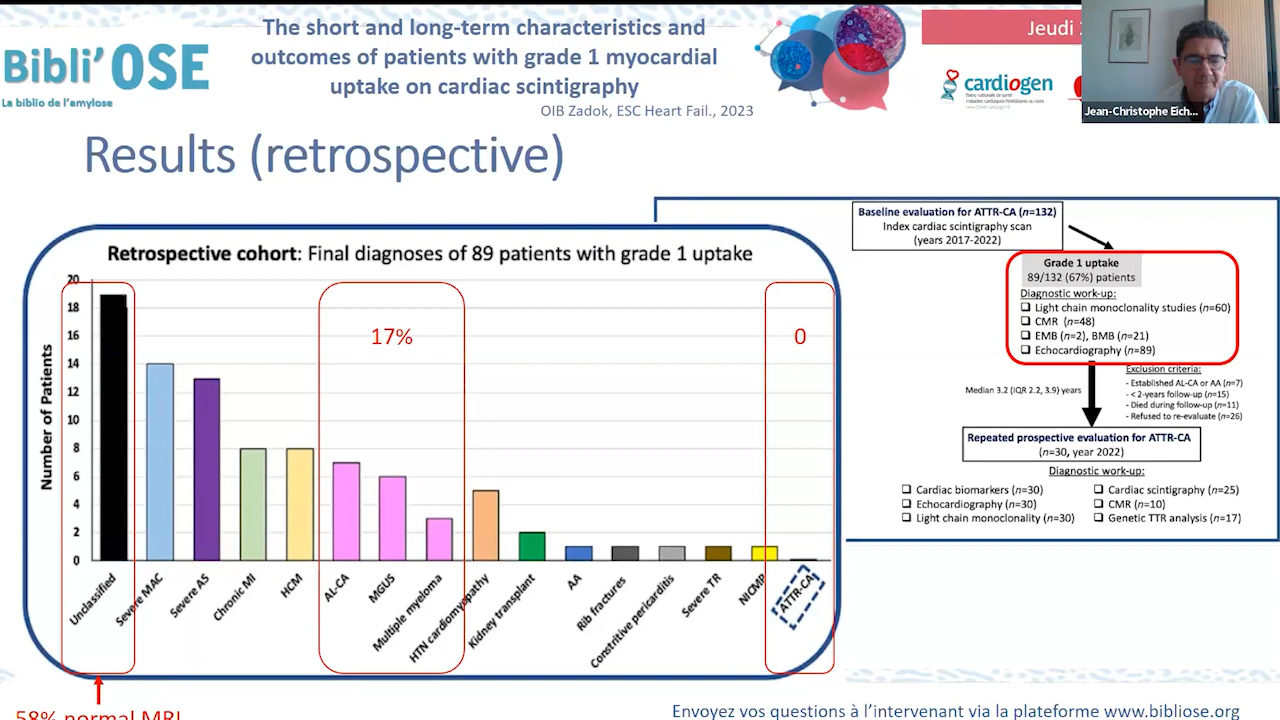 Bibli'OSE
La biblio de l'amylose
The short and long-term characteristics and
outcomes of patients with grade 1 myocardial
uptake on cardiac scintigraphy
OIB Zadok, ESC Heart Fail., 2023
Jeudi
cardiogen
Jean-Christophe Eich...
Results (retrospective)
Retrospective cohort: Final diagnoses of 89 patients with grade 1 uptake
Number of Patients
20
18
16
14
12
10
8
6
4
2
0
17%
0
Unclassified
Severe MAC
Severe AS
Chronic MI
HCM
AL-CA
MGUS
Multiple myeloma
HTN cardiomyopathy
Kidney transplant
AA
Rib fractures
Constritive pericarditis
Severe TR
NICMP
ATTR-CA
58% normal MRI
Baseline evaluation for ATTR-CA (n=132)
Index cardiac scintigraphy scan
(years 2017-2022)
Grade 1 uptake
89/132 (67%) patients
Diagnostic work-up:
Light chain monoclonality studies (n=60)
CMR (n=48)
EMB (n=2), BMB (n=21)
Echocardiography (n=89)
Median 3.2 (IQR 2.2, 3.9) years
Exclusion criteria:
- Established AL-CA or AA (n=7)
- < 2-years follow-up (n=15)
- Died during follow-up (n=11)
- Refused to re-evaluate (n=26)
Repeated prospective evaluation for ATTR-CA
(n=30, year 2022)
Diagnostic work-up:
Cardiac biomarkers (n=30)
Echocardiography (n=30)
Light chain monoclonality (n=30)
Cardiac scintigraphy (n=25)
CMR (n=10)
Genetic TTR analysis (n=17)
Envoyez vos questions à l'intervenant via la plateforme www.bibliose.org